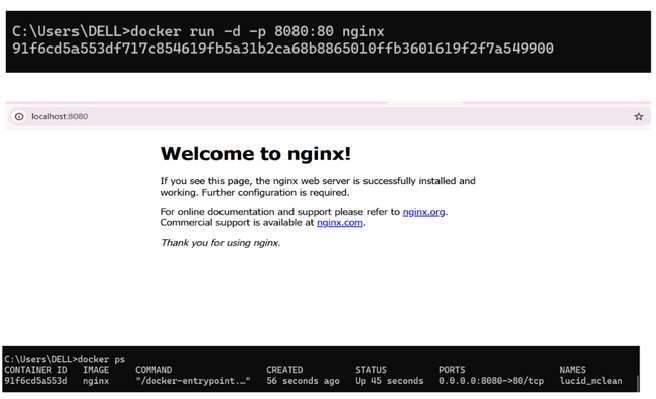 C:\Users\DELL>docker run -d -p 8080:80 nginx
91f6cd5a553df717c854619fb5a31b2ca68b8865010ffb3601619f2f7a549900
localhost:8080
Welcome to nginx!
If you see this page, the nginx web server is successfully installed and
working. Further configuration is required.
For online documentation and support please refer to nginx.org.
Commercial support is available at nginx.com.
Thank you for using nginx.
C:\Users\DELL>docker ps
CONTAINER ID IMAGE COMMAND CREATED STATUS PORTS NAMES
91f6cd5a553d nginx "/docker-entrypoint.…" 56 seconds ago Up 45 seconds 0.0.0.0:8080->80/tcp lucid_mclean